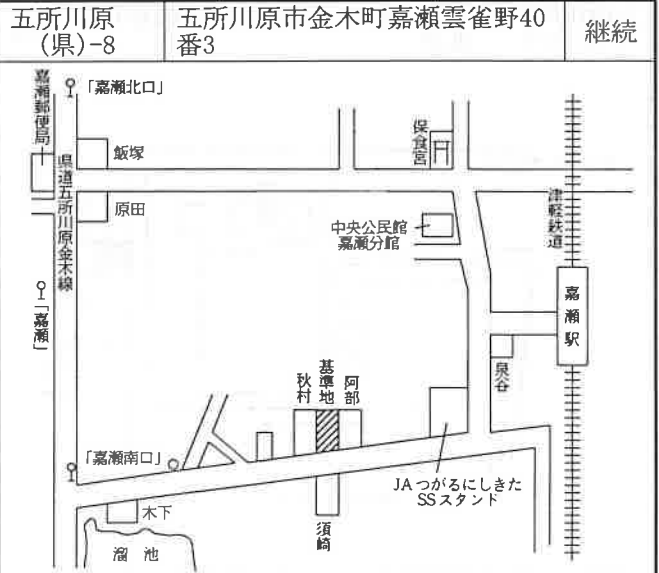 五所川原
(県)-8
五所川原市金木町嘉瀬雲雀野40
番3
継続
嘉瀬郵便局
「嘉瀬北口」
飯塚
保食宮
県道五所川原金木線
原田
中央公民館
嘉瀬分館
津軽鉄道
「嘉瀬」
嘉瀬駅
泉谷
秋村
基準地
阿部
「嘉瀬南口」
JAつがるにしきた
SSスタンド
木下
須崎
溜池